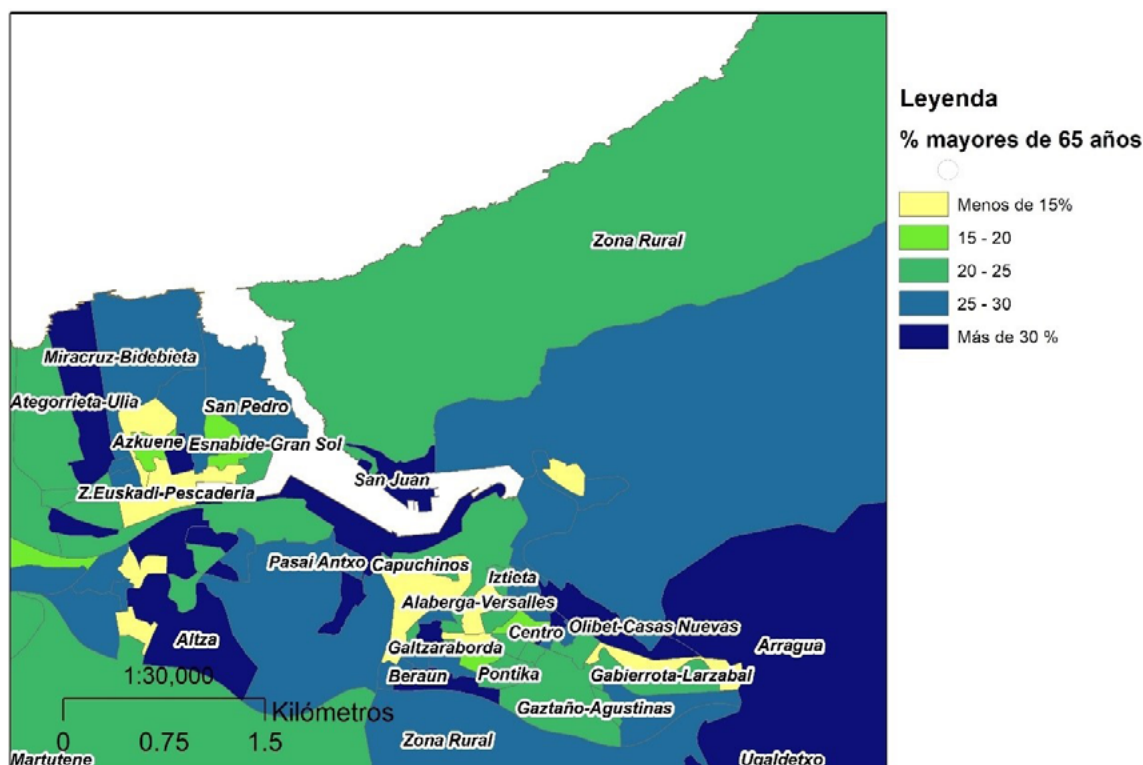 Leyenda
% mayores de 65 años
Menos de 15%
15 - 20
20 - 25
25 - 30
Más de 30 %
Zona Rural
Miracruz-Bidebieta
Ategorrieta-Ulia
San Pedro
Azkuene
Esnabide-Gran Sol
San Juan
Z.Euskadi-Pescaderia
Pasai Antxo
Capuchinos
Iztieta
Alaberga-Versalles
Centro
Olibet-Casas Nuevas
Altza
Galtzaraborda
Arragua
Beraun
Pontika
Gabierrota-Larzabal
1:30,000
Gaztaño-Agustinas
Kilómetros
0 0.75 1.5
Zona Rural
Martutene
Ugaldetxo